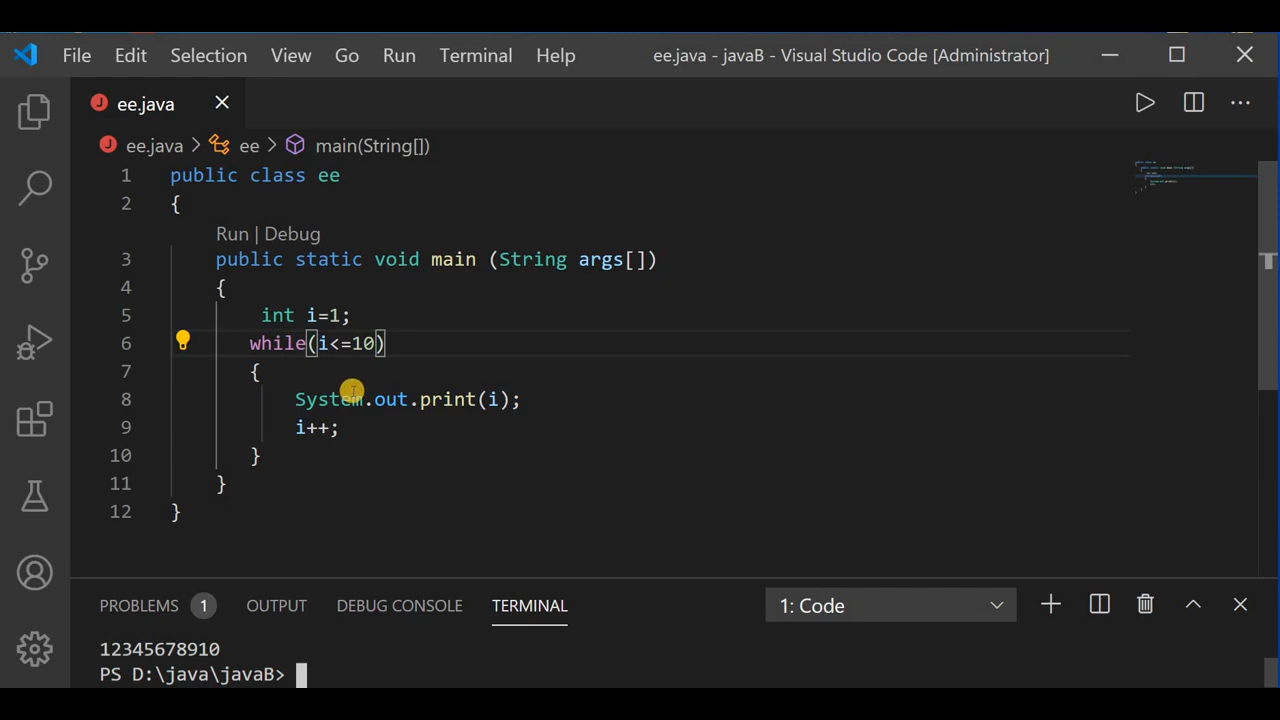 File Edit Selection View Go Run Terminal Help ee.java - javaB - Visual Studio Code [Administrator]
J ee.java
J ee.java > ee > main(String[])
1 public class ee
2 {
Run | Debug
3 public static void main (String args[])
4 {
5 int i=1;
6 while(i<=10)
7 {
8 System.out.print(i);
9 i++;
10 }
11 }
12 }
PROBLEMS 1 OUTPUT DEBUG CONSOLE TERMINAL 1: Code
12345678910
PS D:\java\javaB>